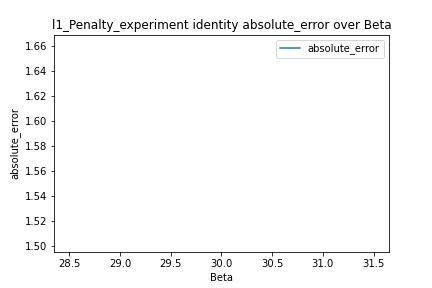 l1_Penalty_experiment identity absolute_error over Beta
absolute_error
1.66
1.64
1.62
1.60
1.58
1.56
1.54
1.52
1.50
absolute_error
28.5 29.0 29.5 30.0 30.5 31.0 31.5
Beta